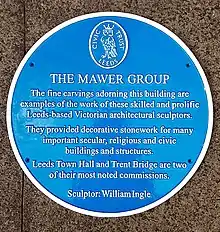 CIVIC TRUST
LEEDS
THE MAWER GROUP
The fine carvings adorning this building are
examples of the work of these skilled and prolific
Leeds-based Victorian architectural sculptors.
They provided decorative stonework for many
important secular, religious and civic
buildings and structures.
Leeds Town Hall and Trent Bridge are two
of their most noted commissions.
Sculptor: William Ingle